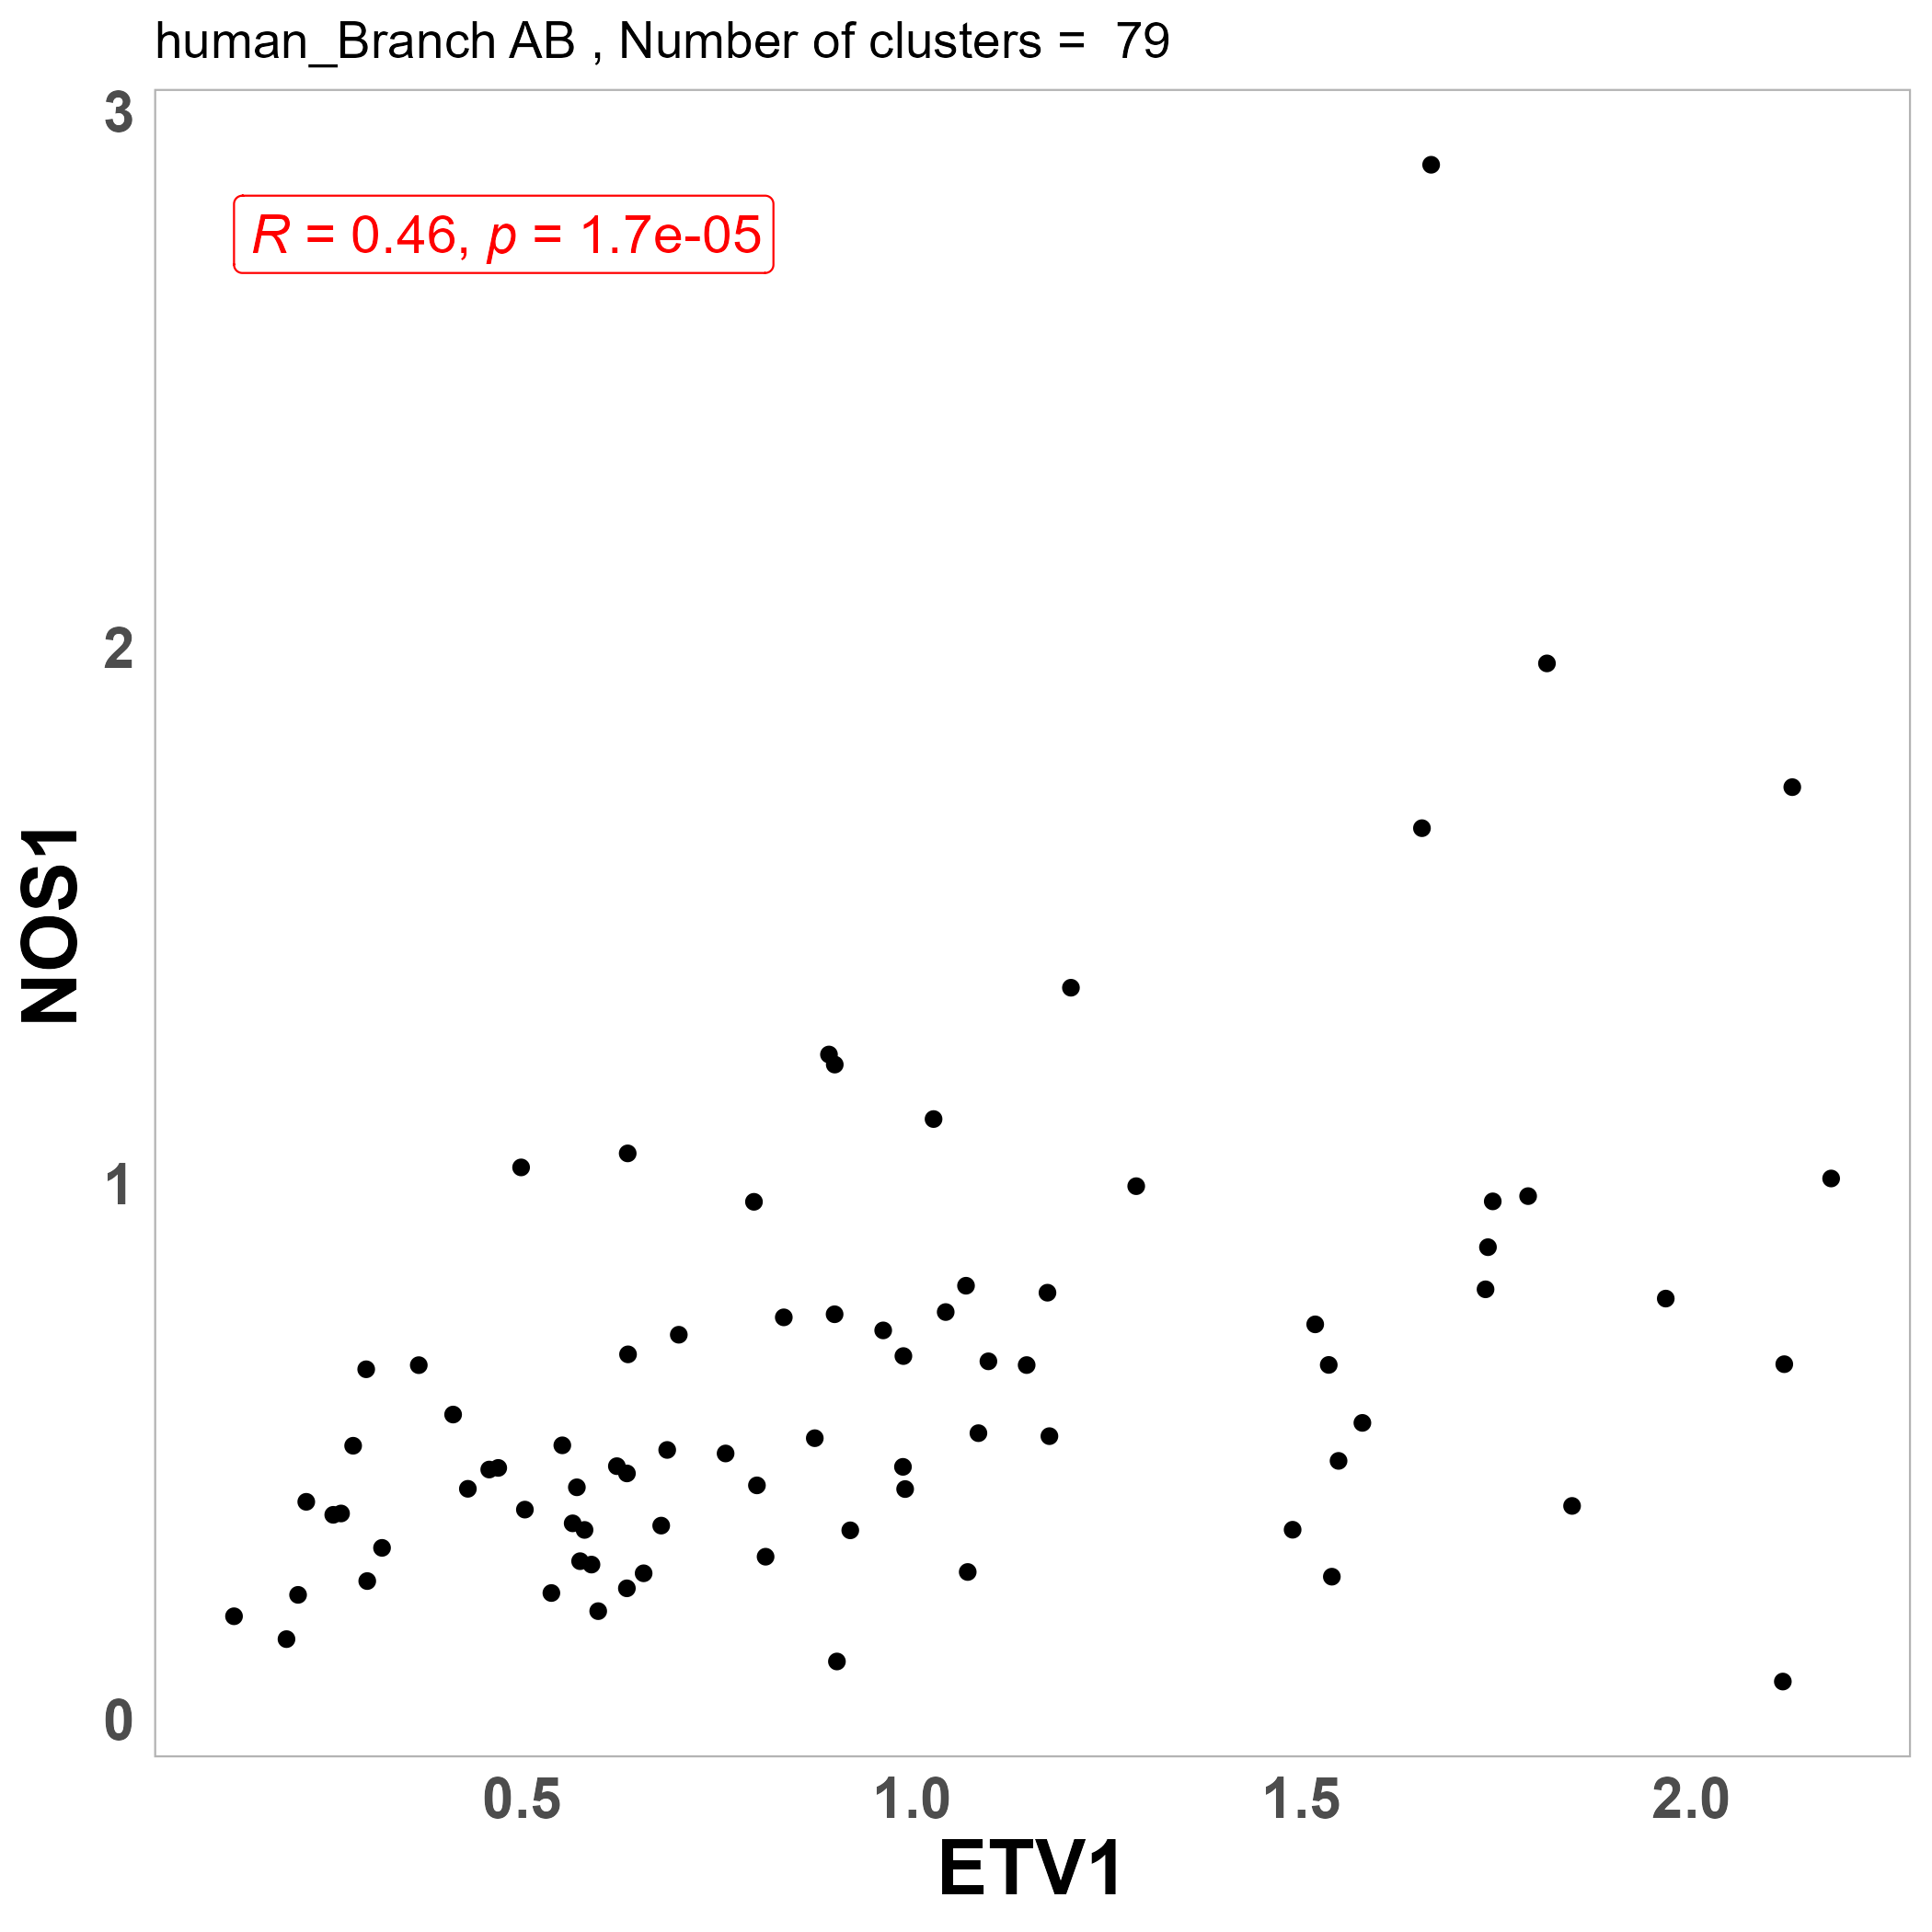 human_Branch AB , Number of clusters =  79
3
R = 0.46, p = 1.7e-05
2
NOS1
1
0
0.5 1.0 1.5 2.0
ETV1